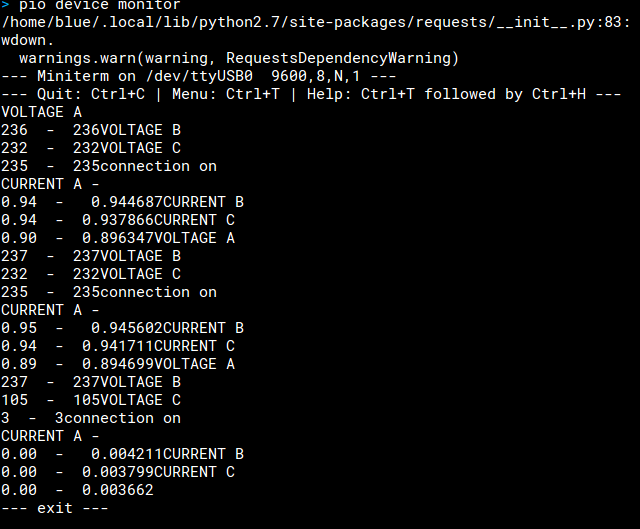 > pio device monitor
/home/blue/.local/lib/python2.7/site-packages/requests/__init__.py:83:
wdown.
  warnings.warn(warning, RequestsDependencyWarning)
--- Miniterm on /dev/ttyUSB0  9600,8,N,1 ---
--- Quit: Ctrl+C | Menu: Ctrl+T | Help: Ctrl+T followed by Ctrl+H ---
VOLTAGE A
236  -  236VOLTAGE B
232  -  232VOLTAGE C
235  -  235connection on
CURRENT A -
0.94  -   0.944687CURRENT B
0.94  -  0.937866CURRENT C
0.90  -  0.896347VOLTAGE A
237  -  237VOLTAGE B
232  -  232VOLTAGE C
235  -  235connection on
CURRENT A -
0.95  -   0.945602CURRENT B
0.94  -  0.941711CURRENT C
0.89  -  0.894699VOLTAGE A
237  -  237VOLTAGE B
105  -  105VOLTAGE C
3  -  3connection on
CURRENT A -
0.00  -  0.004211CURRENT B
0.00  -  0.003799CURRENT C
0.00  -  0.003662
--- exit ---